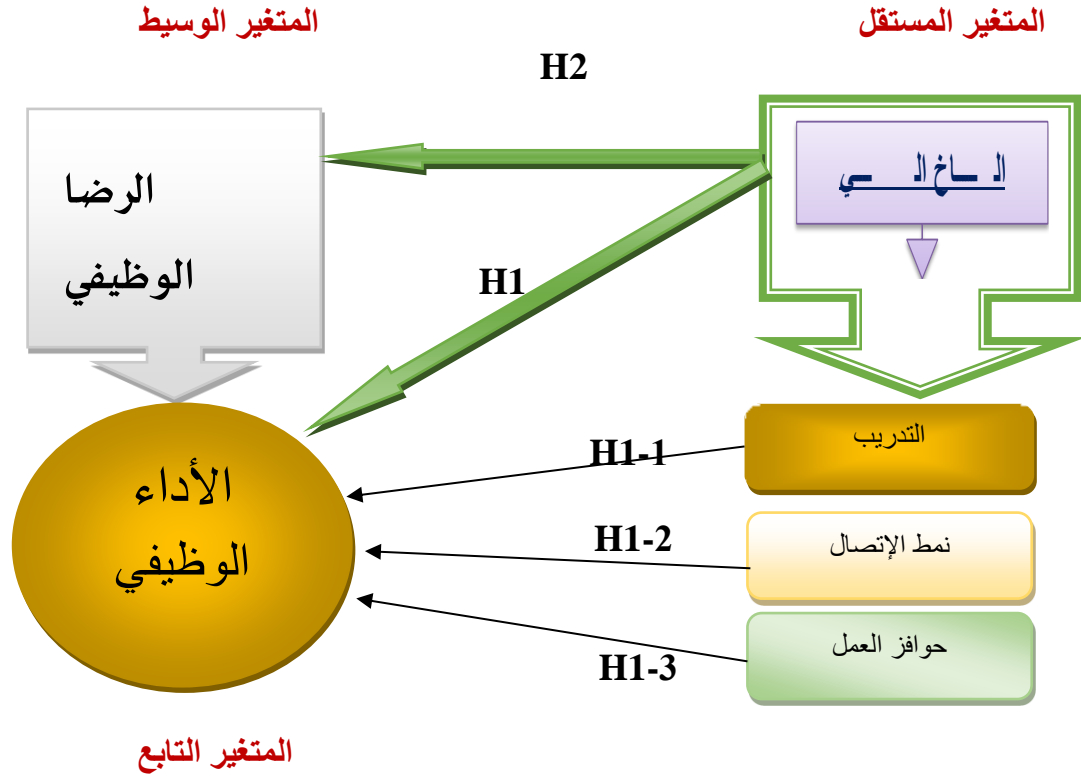 المتغير المستقل
المتغير الوسيط
H2
الرضا
الوظيفي
H1
التدريب
H1-1
الأداء
الوظيفي
H1-2
نمط الإتصال
حوافز العمل
H1-3
المتغير التابع